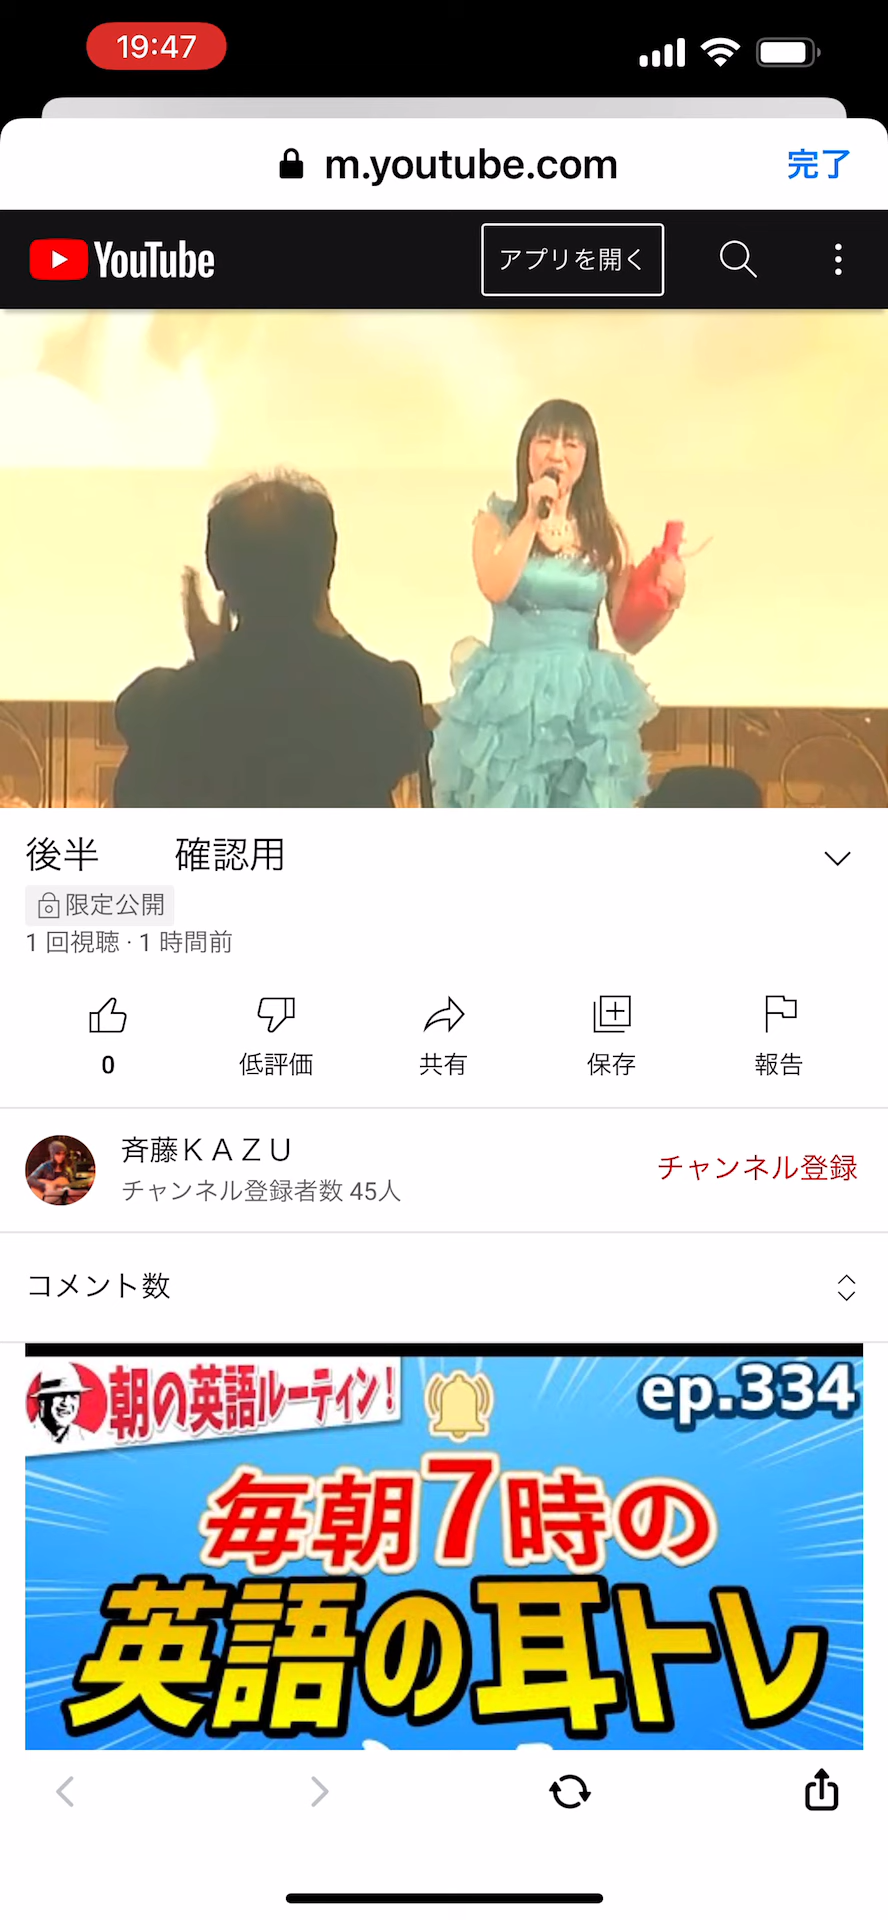 19:47
m.youtube.com
完了
YouTube
アプリを開く
後半　　確認用
限定公開
1 回視聴 · 1 時間前
0
低評価
共有
保存
報告
斉藤ＫＡＺＵ
チャンネル登録者数 45人
チャンネル登録
コメント数
朝の英語ルーティン！
ep.334
毎朝7時の
英語の耳トレ